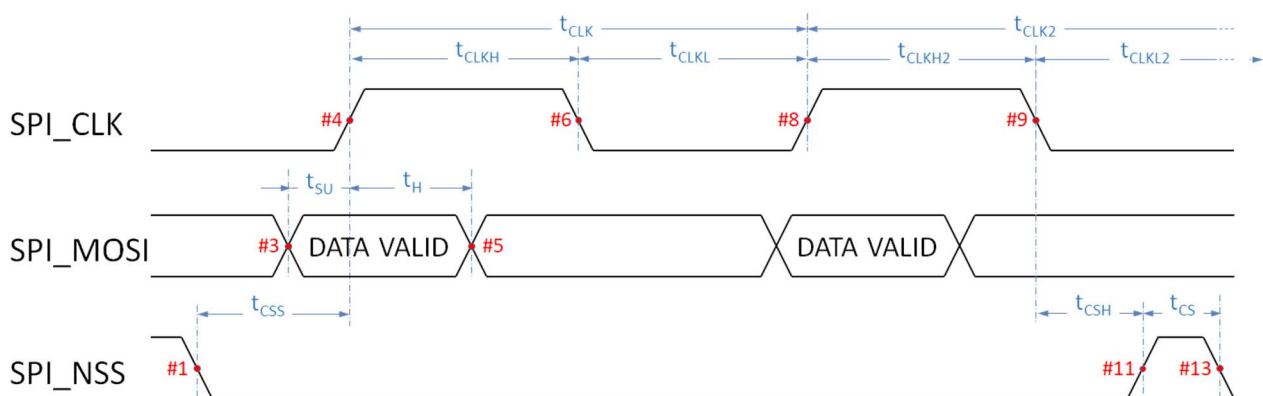 tCLK
tCLK2
tCLKH
tCLKL
tCLKH2
tCLKL2
SPI_CLK
#4
#6
#8
#9
tSU
tH
SPI_MOSI
#3
DATA VALID
#5
DATA VALID
tCSS
tCSH
tCS
SPI_NSS
#1
#11
#13